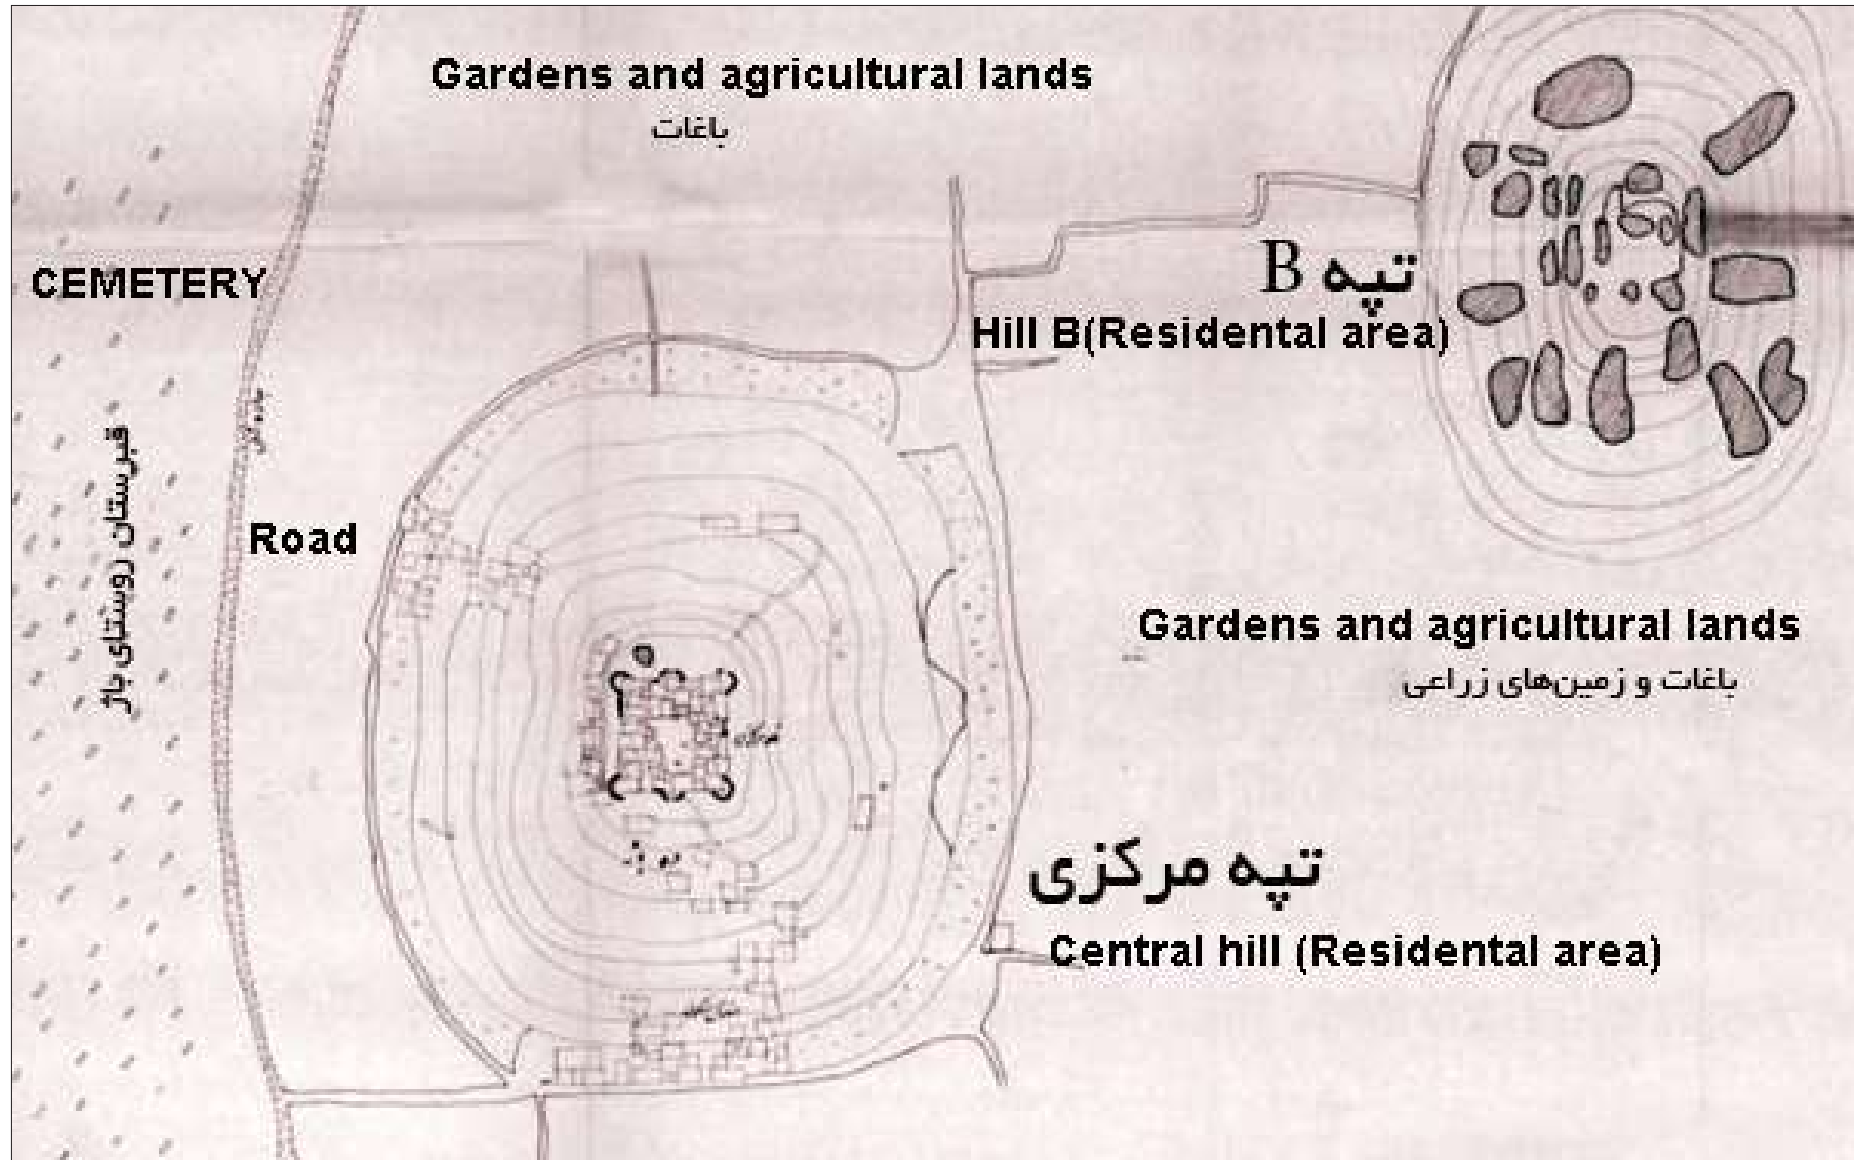 Gardens and agricultural lands
باغات
CEMETERY
تپه B
Hill B(Residental area)
قبرستان روستای باژ
Road
Gardens and agricultural lands
باغات و زمین‌های زراعی
تپه مرکزی
Central hill (Residental area)